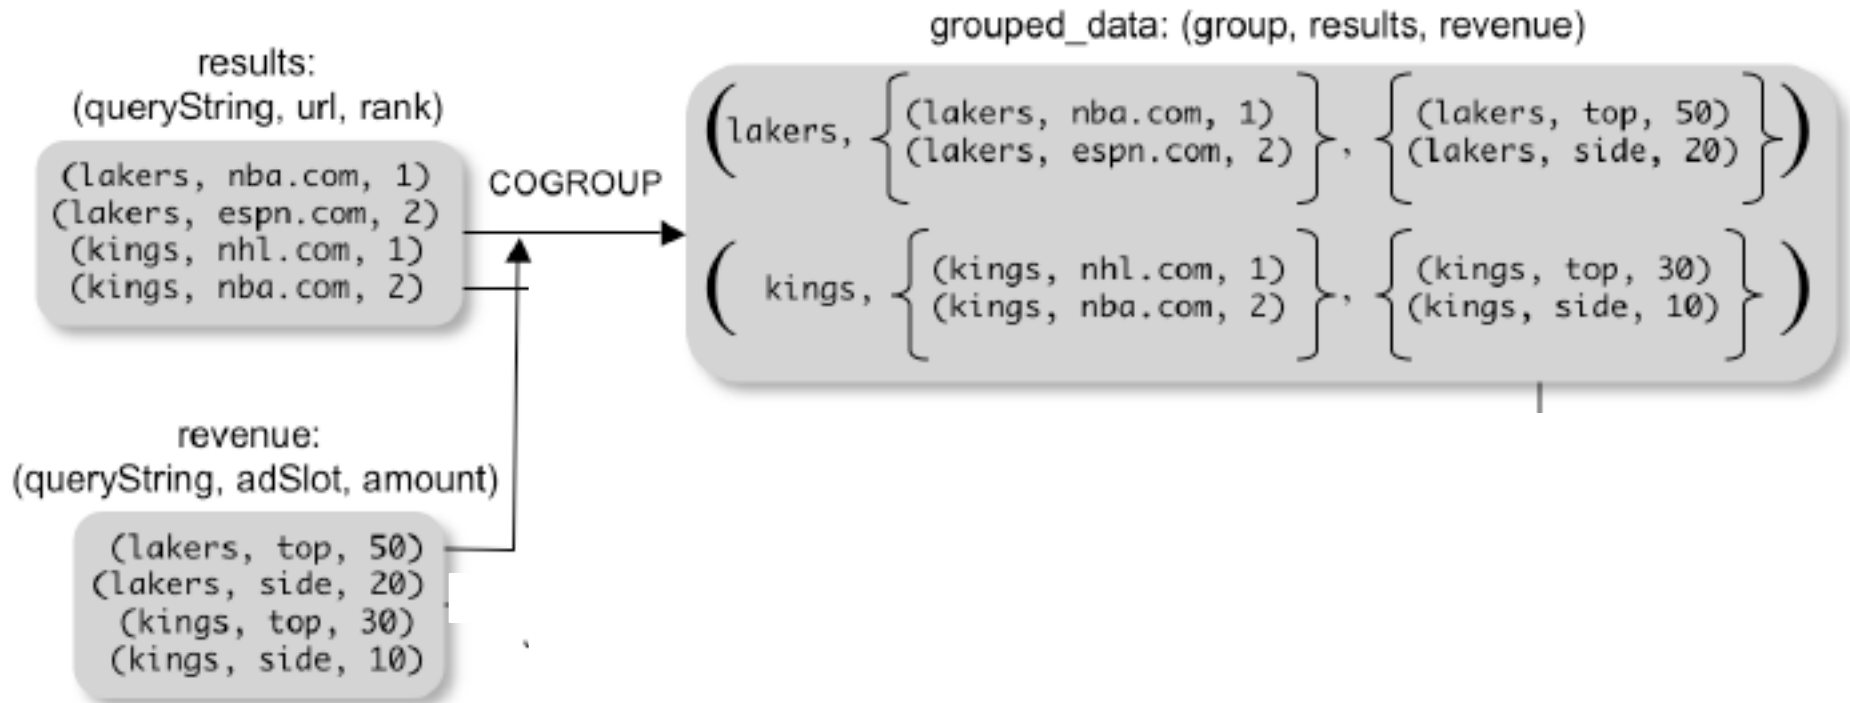 results:
(queryString, url, rank)
(lakers, nba.com, 1)
(lakers, espn.com, 2)
(kings, nhl.com, 1)
(kings, nba.com, 2)
COGROUP
revenue:
(queryString, adSlot, amount)
(lakers, top, 50)
(lakers, side, 20)
(kings, top, 30)
(kings, side, 10)
grouped_data: (group, results, revenue)
(lakers, { (lakers, nba.com, 1)
(lakers, espn.com, 2) }, { (lakers, top, 50)
(lakers, side, 20) })
( kings, { (kings, nhl.com, 1)
(kings, nba.com, 2) }, { (kings, top, 30)
(kings, side, 10) } )